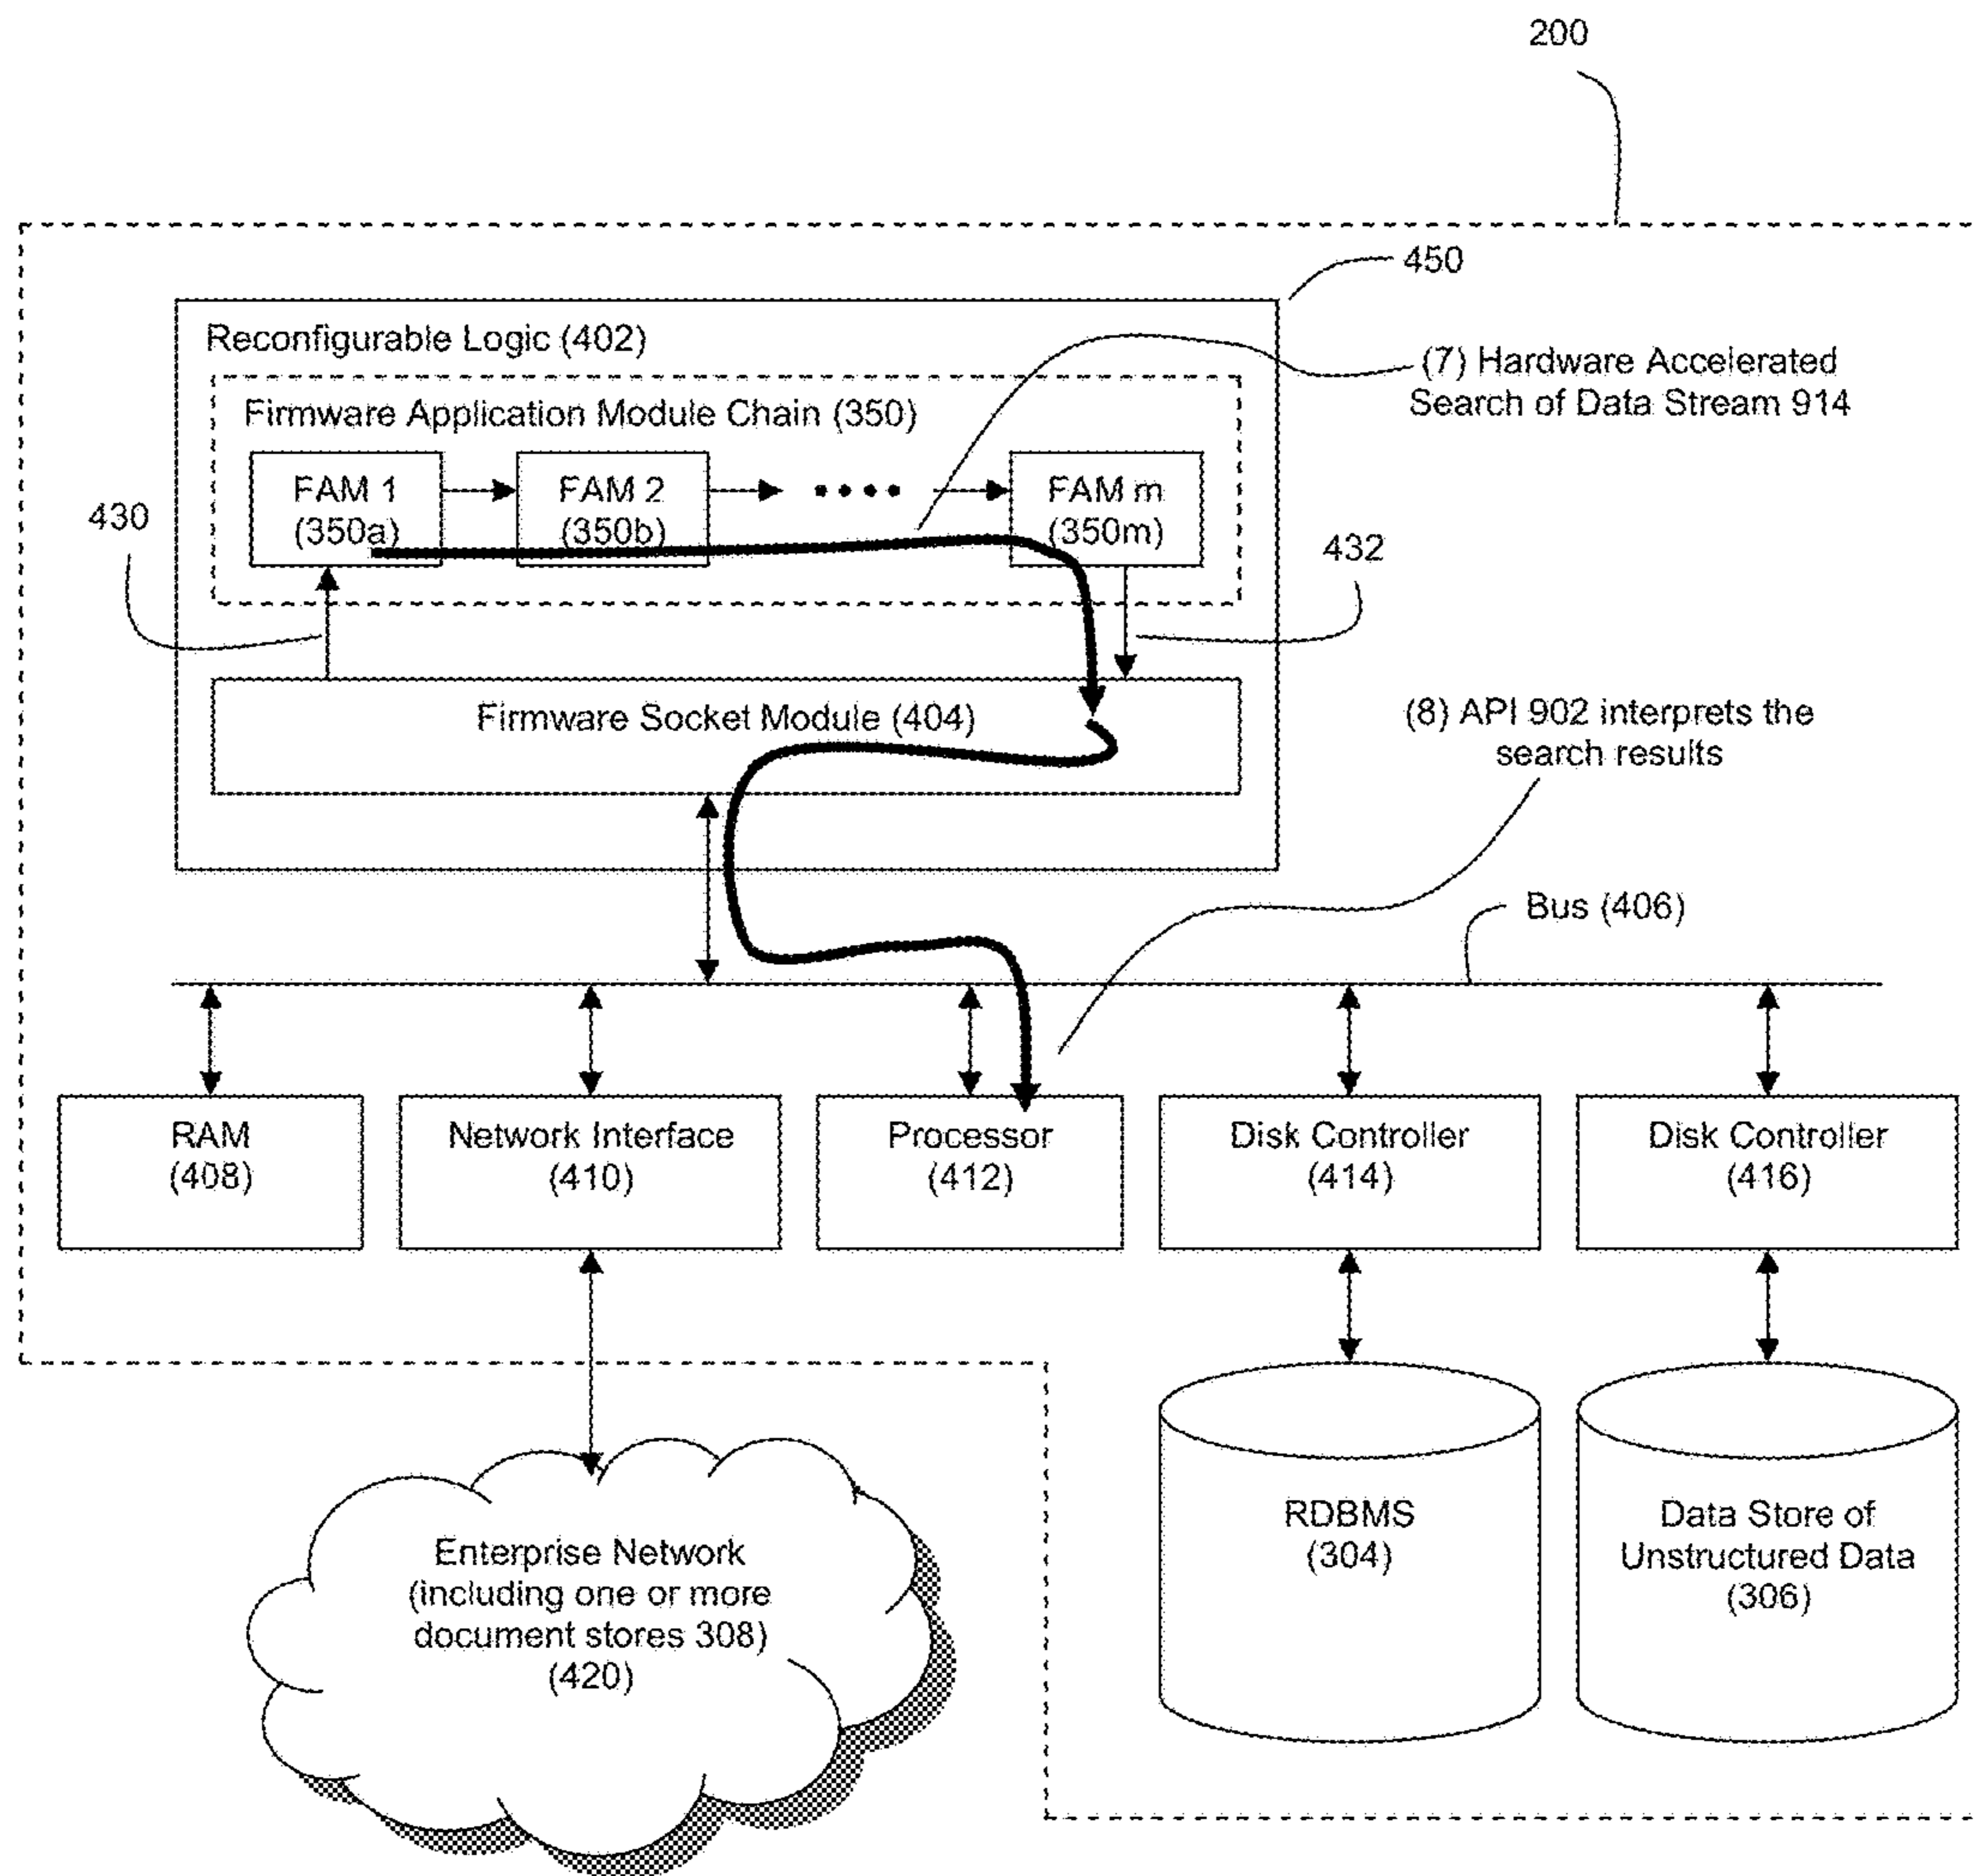 200
450
Reconfigurable Logic (402)
(7) Hardware Accelerated
Search of Data Stream 914
Firmware Application Module Chain (350)
FAM 1
(350a)
FAM 2
(350b)
FAM m
(350m)
430
432
Firmware Socket Module (404)
(8) API 902 interprets the
search results
Bus (406)
RAM
(408)
Network Interface
(410)
Processor
(412)
Disk Controller
(414)
Disk Controller
(416)
Enterprise Network
(including one or more
document stores 308)
(420)
RDBMS
(304)
Data Store of
Unstructured Data
(306)